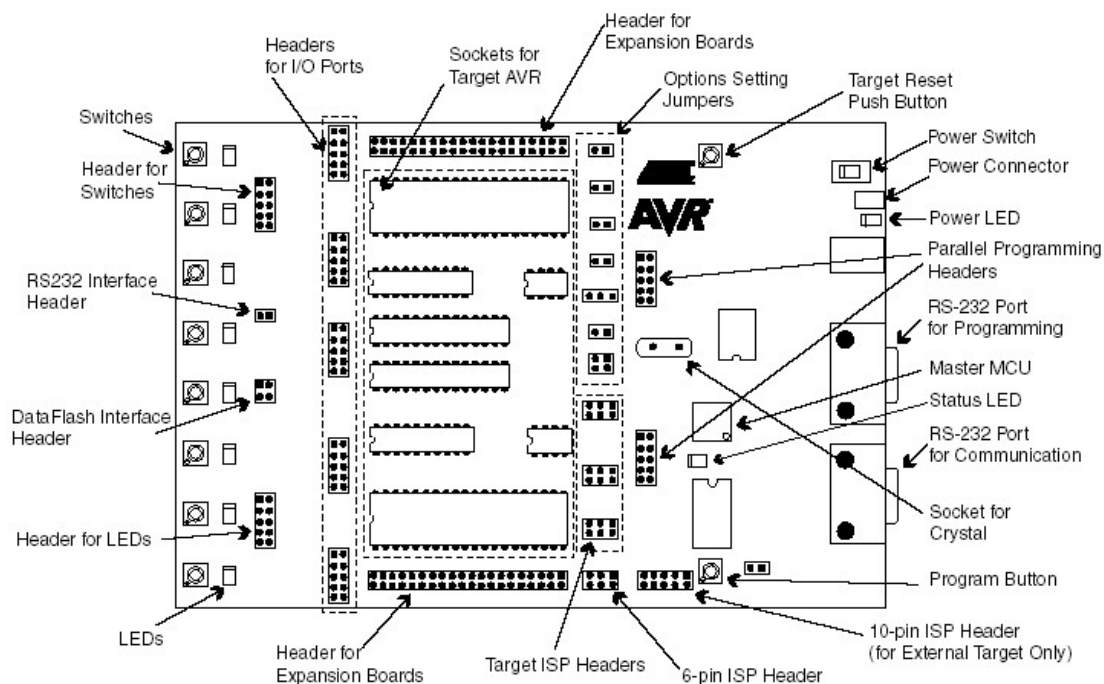 Header for
Expansion Boards
Headers
for I/O Ports
Sockets for
Target AVR
Options Setting
Jumpers
Target Reset
Push Button
Switches
Power Switch
Header for
Switches
Power Connector
Power LED
Parallel Programming
Headers
RS232 Interface
Header
RS-232 Port
for Programming
Master MCU
DataFlash Interface
Header
Status LED
RS-232 Port
for Communication
Socket for
Crystal
Header for LEDs
Program Button
LEDs
10-pin ISP Header
(for External Target Only)
Header for
Expansion Boards
Target ISP Headers
6-pin ISP Header
AVR